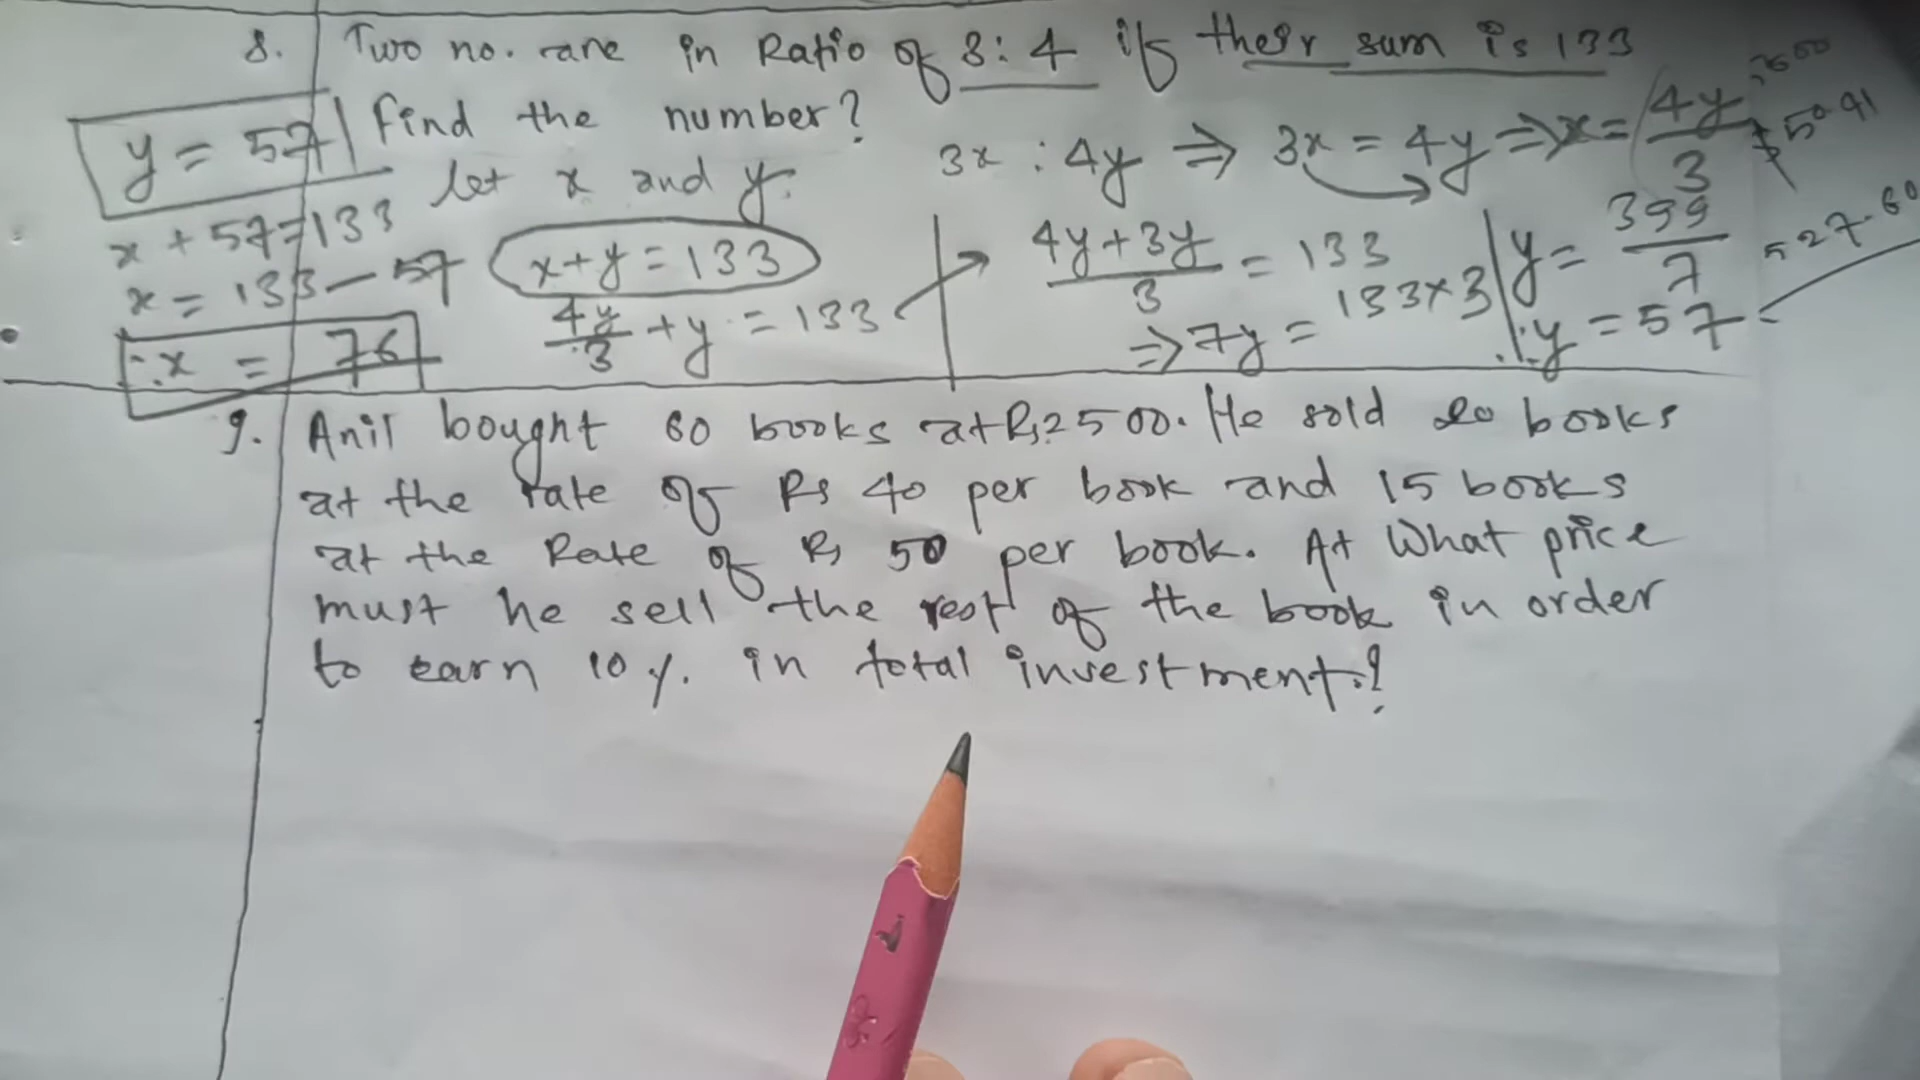 8. Two no. are in Ratio of 3:4 if their sum is 133
Find the number?
y = 57
let x and y.
3x : 4y ⇒ 3x = 4y ⇒ x = 4y/3
x + 57 = 133
x = 133 - 57
∴ x = 76
x + y = 133
4y/3 + y = 133
(4y + 3y)/3 = 133
⇒ 7y = 133 x 3
y = 399/7
∴ y = 57
527.60
9. Anil bought 60 books at Rs 2500. He sold 20 books
at the rate of Rs 40 per book and 15 books
at the Rate of Rs 50 per book. At What price
must he sell the rest of the book in order
to earn 10%. in total investment?